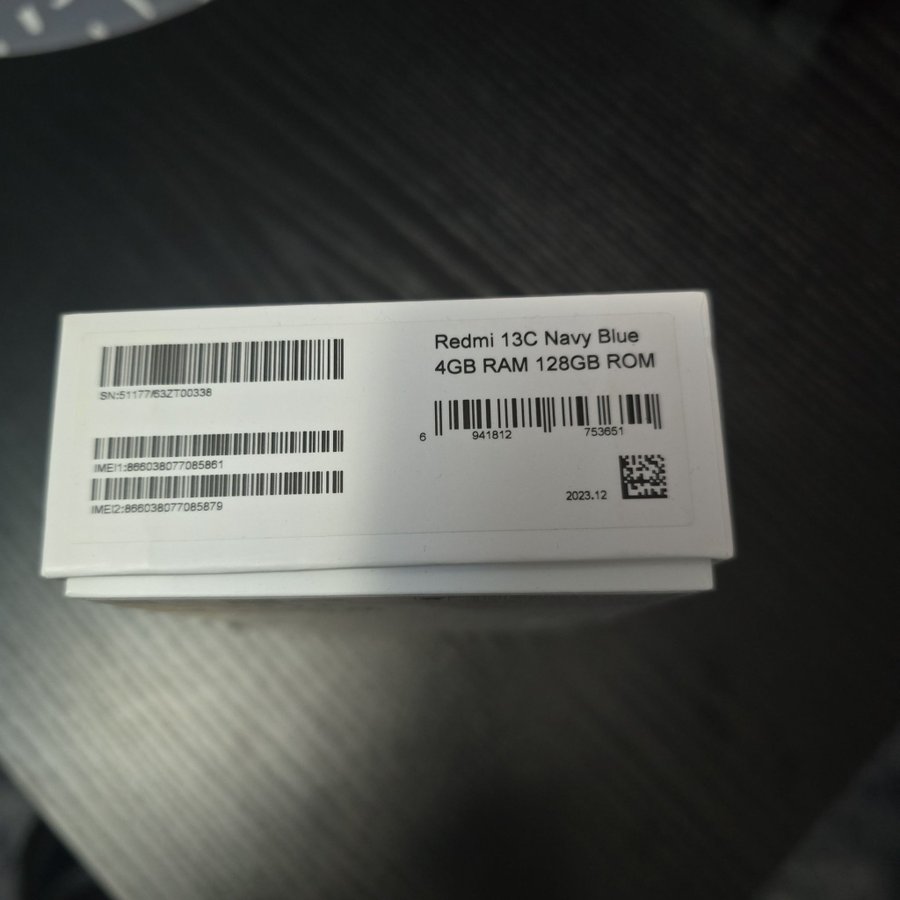 SN:51177/63ZT00338
IMEI1:866038077085861
IMEI2:866038077085879
Redmi 13C Navy Blue
4GB RAM 128GB ROM
6 941812 753651
2023.12